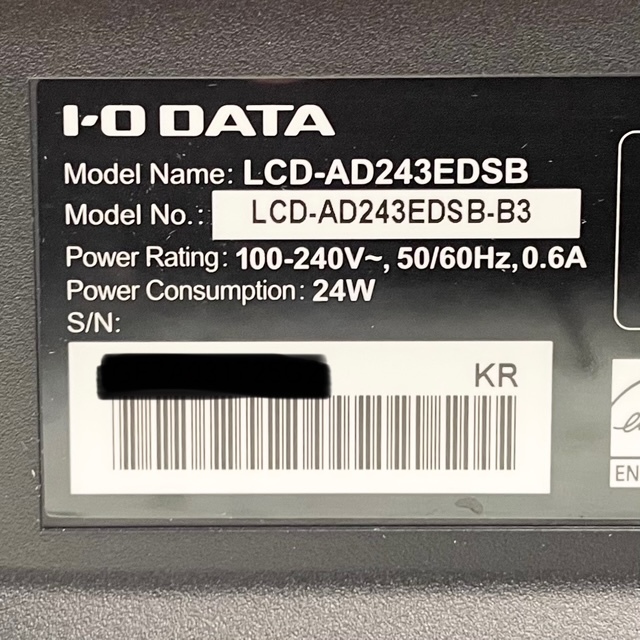 I-O DATA
Model Name: LCD-AD243EDSB
Model No.: LCD-AD243EDSB-B3
Power Rating: 100-240V~, 50/60Hz, 0.6A
Power Consumption: 24W
S/N:
KR
EN